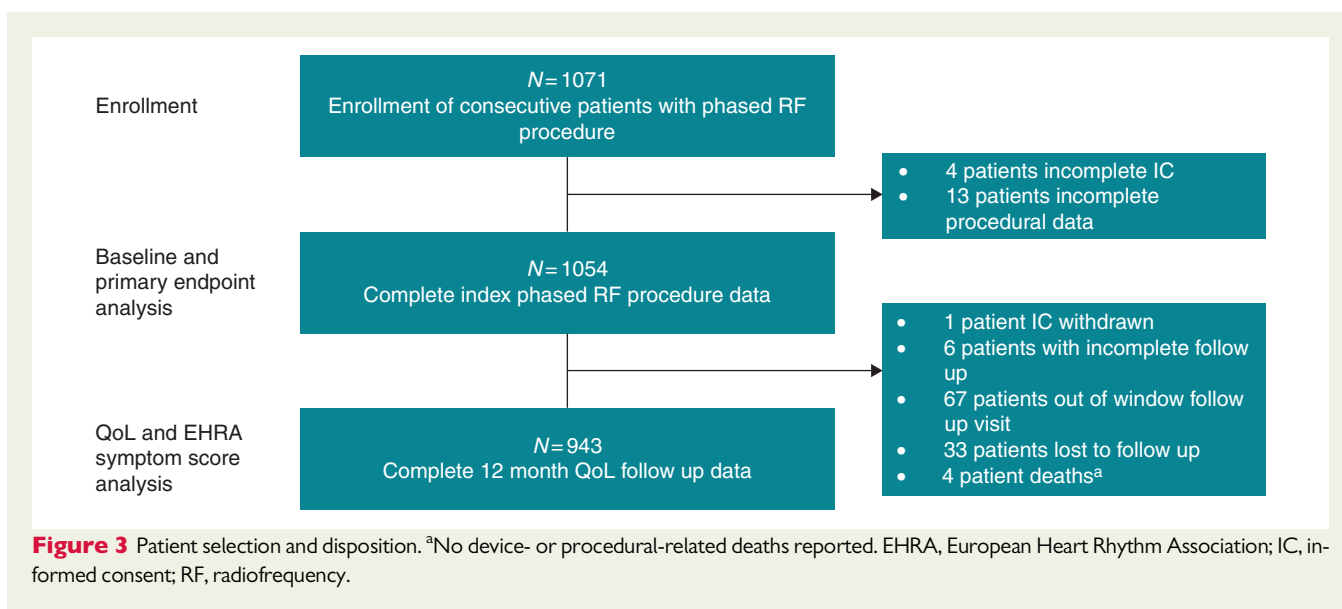 Enrollment
N=1071
Enrollment of consecutive patients with phased RF
procedure
• 4 patients incomplete IC
• 13 patients incomplete
procedural data
Baseline and
primary endpoint
analysis
N=1054
Complete index phased RF procedure data
• 1 patient IC withdrawn
• 6 patients with incomplete follow
up
• 67 patients out of window follow
up visit
• 33 patients lost to follow up
• 4 patient deathsᵃ
QoL and EHRA
symptom score
analysis
N=943
Complete 12 month QoL follow up data
Figure 3 Patient selection and disposition. ᵃNo device- or procedural-related deaths reported. EHRA, European Heart Rhythm Association; IC, in-
formed consent; RF, radiofrequency.